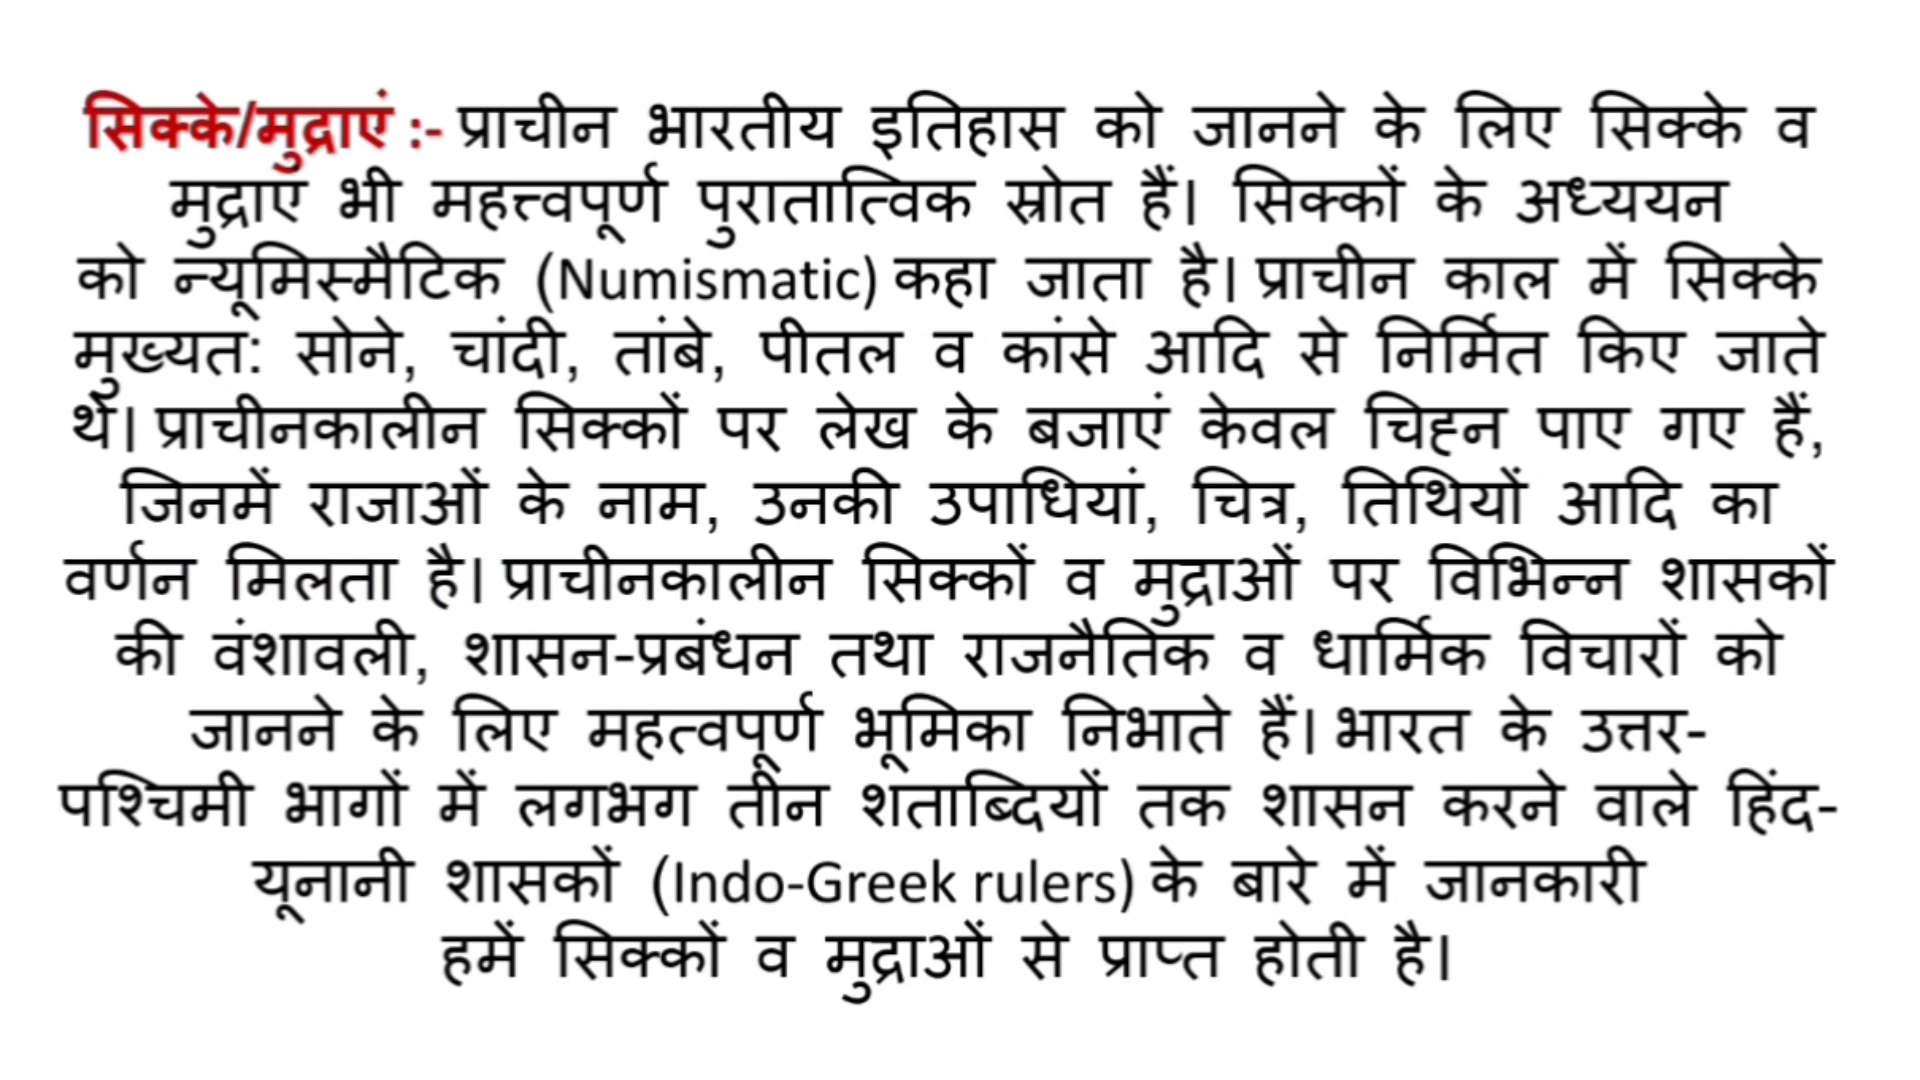 सिक्के/मुद्राएं :- प्राचीन भारतीय इतिहास को जानने के लिए सिक्के व
मुद्राएं भी महत्त्वपूर्ण पुरातात्विक स्रोत हैं। सिक्कों के अध्ययन
को न्यूमिस्मैटिक (Numismatic) कहा जाता है। प्राचीन काल में सिक्के
मुख्यत: सोने, चांदी, तांबे, पीतल व कांसे आदि से निर्मित किए जाते
थे। प्राचीनकालीन सिक्कों पर लेख के बजाएं केवल चिह्न पाए गए हैं,
जिनमें राजाओं के नाम, उनकी उपाधियां, चित्र, तिथियों आदि का
वर्णन मिलता है। प्राचीनकालीन सिक्कों व मुद्राओं पर विभिन्न शासकों
की वंशावली, शासन-प्रबंधन तथा राजनैतिक व धार्मिक विचारों को
जानने के लिए महत्वपूर्ण भूमिका निभाते हैं। भारत के उत्तर-
पश्चिमी भागों में लगभग तीन शताब्दियों तक शासन करने वाले हिंद-
यूनानी शासकों (Indo-Greek rulers) के बारे में जानकारी
हमें सिक्कों व मुद्राओं से प्राप्त होती है।